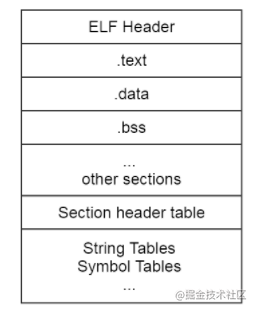 ELF Header
.text
.data
.bss
...
other sections
Section header table
String Tables
Symbol Tables
...
@掘金技术社区